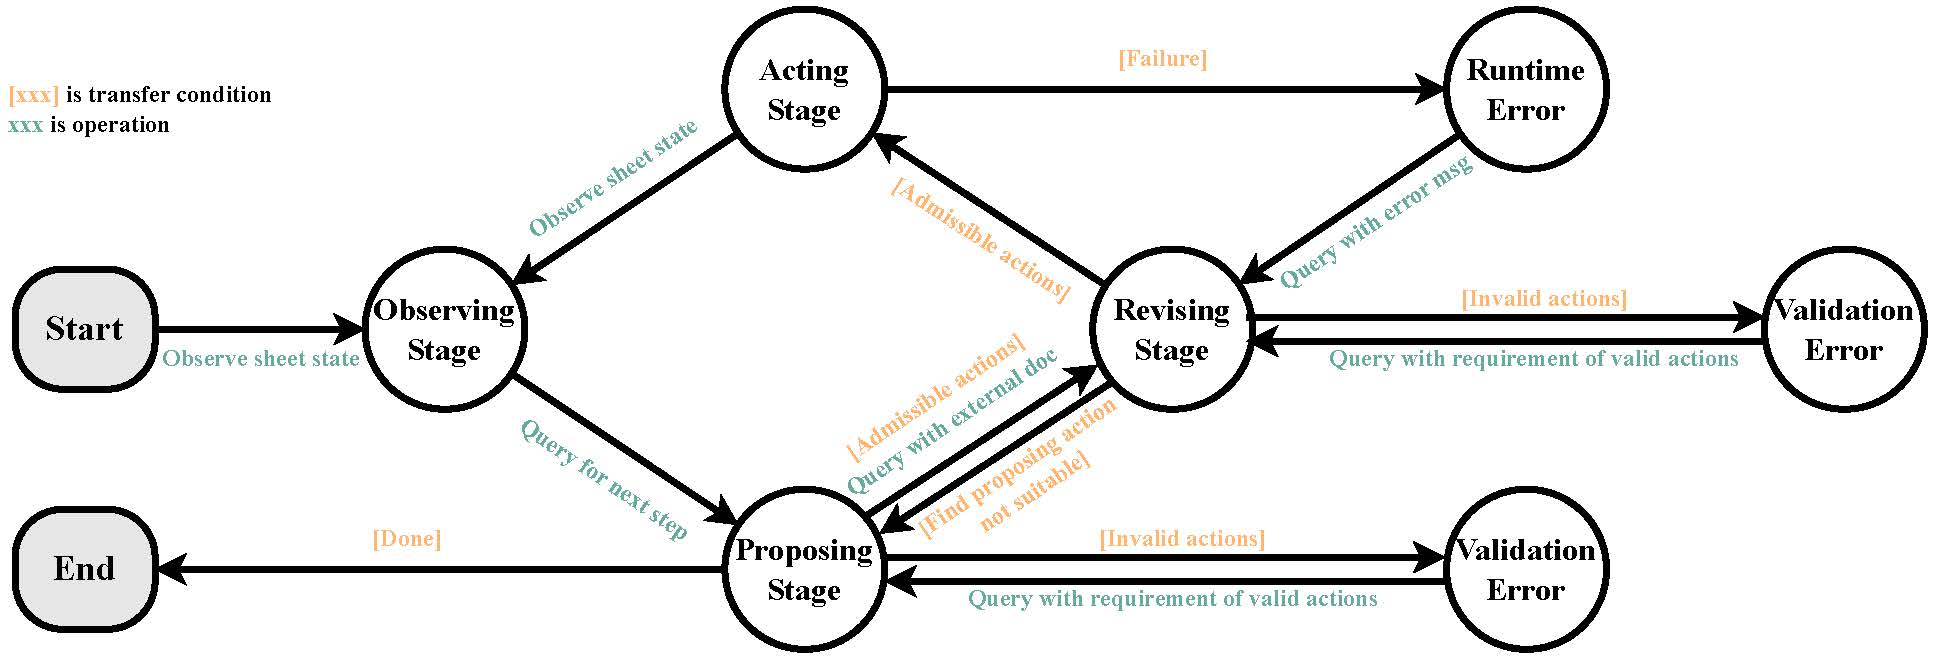 [xxx] is transfer condition
xxx is operation
Acting
Stage
[Failure]
Runtime
Error
Observe sheet state
[Admissible actions]
Query with error msg
Start
Observe sheet state
Observing
Stage
Revising
Stage
[Invalid actions]
Query with requirement of valid actions
Validation
Error
Query for next step
[Admissible actions]
Query with external doc
[Find proposing action
not suitable]
End
[Done]
Proposing
Stage
[Invalid actions]
Query with requirement of valid actions
Validation
Error